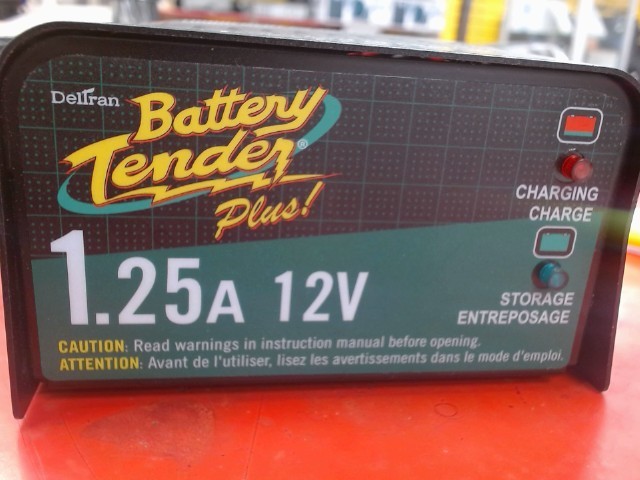 Deltran
Battery
Tender®
Plus!
CHARGING
CHARGE
1.25A 12V
STORAGE
ENTREPOSAGE
CAUTION: Read warnings in instruction manual before opening.
ATTENTION: Avant de l'utiliser, lisez les avertissements dans le mode d'emploi.